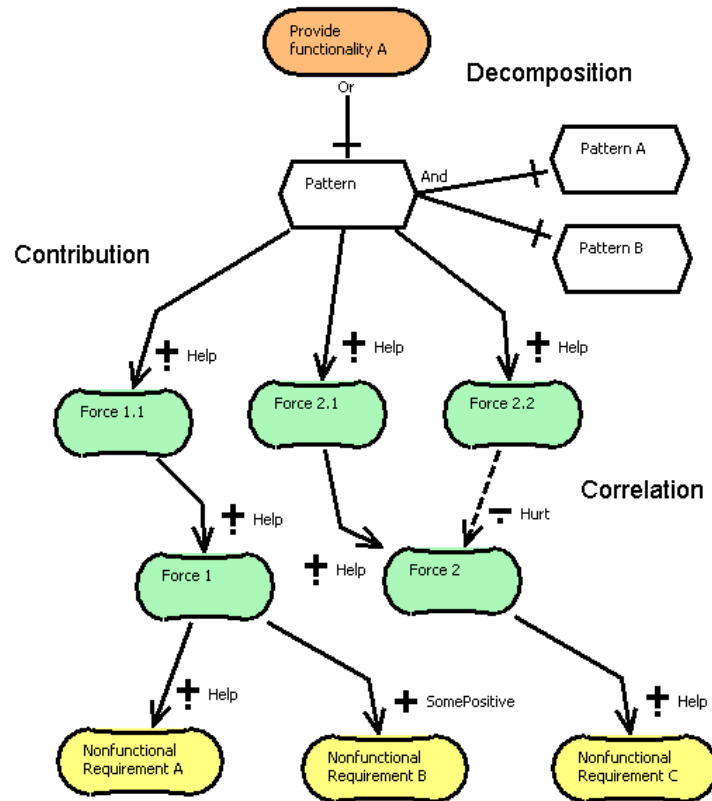 Provide
functionality A
Decomposition
Or
Pattern A
And
Pattern
Pattern B
Contribution
Help
Help
Help
Force 1.1
Force 2.1
Force 2.2
Correlation
Hurt
Help
Help
Force 1
Force 2
Help
SomePositive
Help
Nonfunctional
Requirement A
Nonfunctional
Requirement B
Nonfunctional
Requirement C